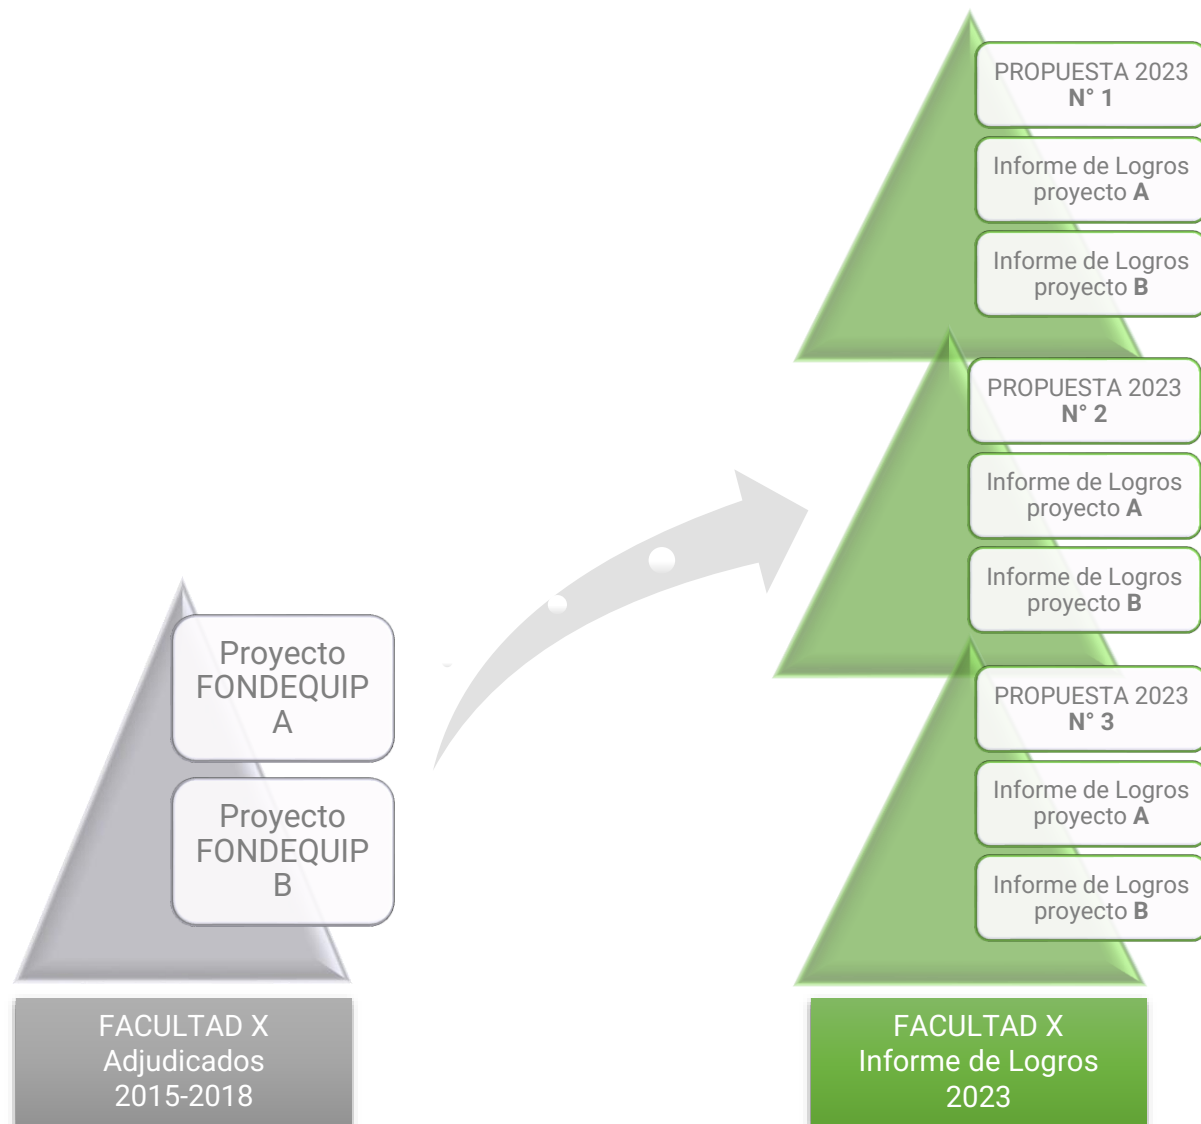 Proyecto
FONDEQUIP
A
Proyecto
FONDEQUIP
B
FACULTAD X
Adjudicados
2015-2018
PROPUESTA 2023
N° 1
Informe de Logros
proyecto A
Informe de Logros
proyecto B
PROPUESTA 2023
N° 2
Informe de Logros
proyecto A
Informe de Logros
proyecto B
PROPUESTA 2023
N° 3
Informe de Logros
proyecto A
Informe de Logros
proyecto B
FACULTAD X
Informe de Logros
2023